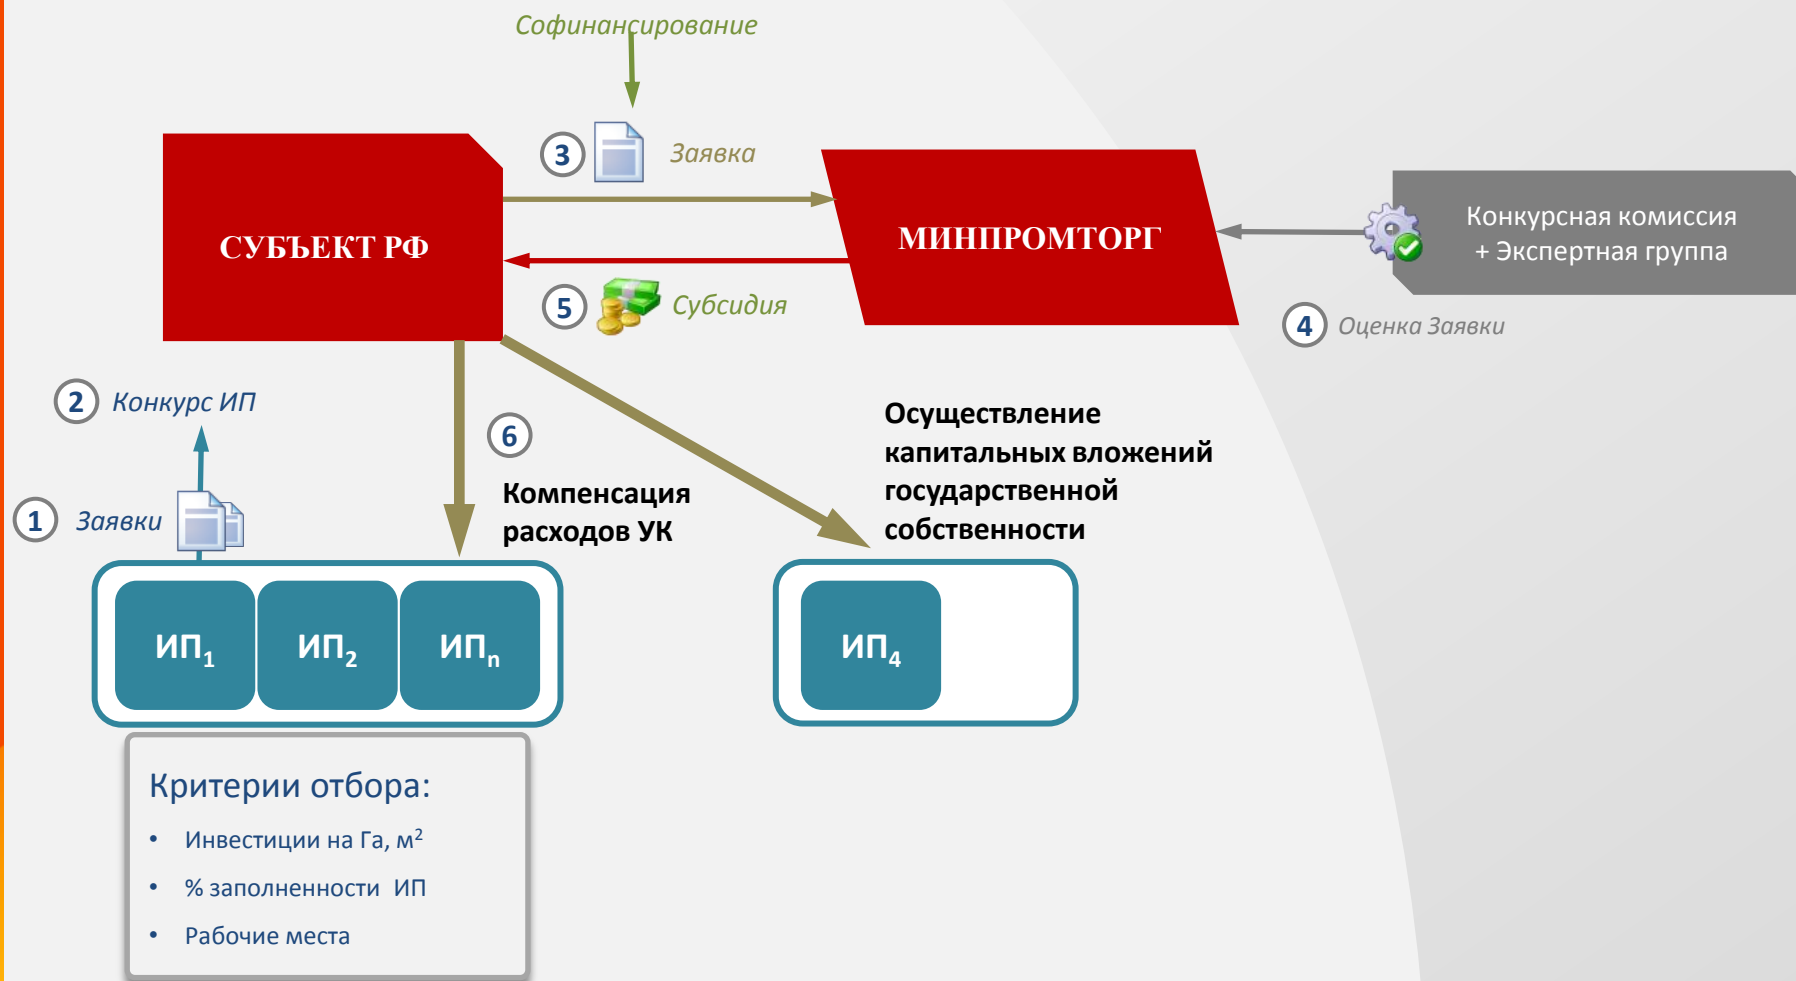 Софинансирование
3
Заявка
СУБЪЕКТ РФ
МИНПРОМТОРГ
Конкурсная комиссия
+ Экспертная группа
5
Субсидия
4
Оценка Заявки
2
Конкурс ИП
6
Осуществление
капитальных вложений
государственной
собственности
Компенсация
расходов УК
1
Заявки
ИП₁
ИП₂
ИПₙ
ИП₄
Критерии отбора:
• Инвестиции на Га, м²
• % заполненности ИП
• Рабочие места